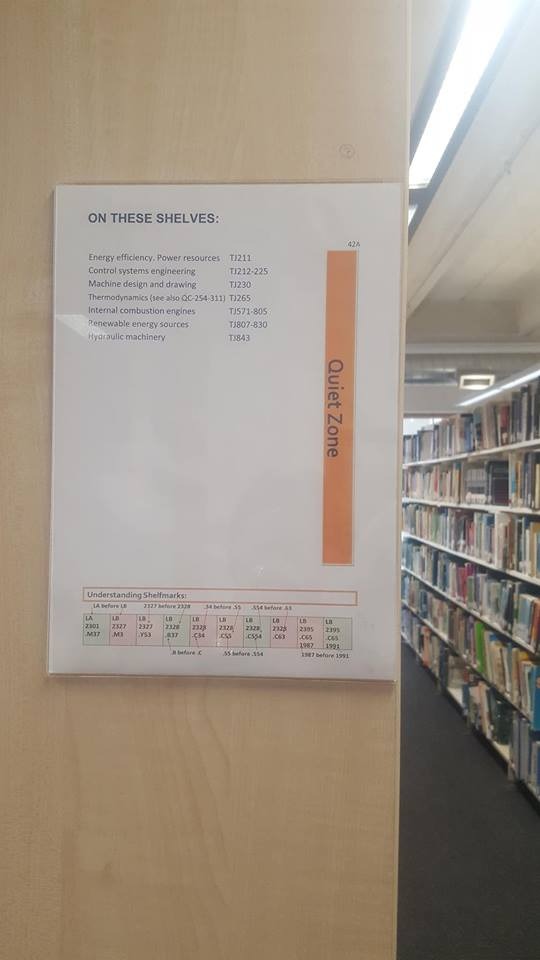 ON THESE SHELVES:
42A
Energy efficiency. Power resources TJ211
Control systems engineering TJ212-225
Machine design and drawing TJ230
Thermodynamics (see also QC-254-311) TJ265
Internal combustion engines TJ571-805
Renewable energy sources TJ807-830
Hydraulic machinery TJ843
Quiet Zone
Understanding Shelfmarks:
LA before LB 2327 before 2328 .34 before .55 .554 before .63
LA LB LB LB LB LB LB LB LB LB
2301 2327 2327 2328 2328 2328 2328 2328 2395 2395
.M37 .M3 .Y53 .B37 .C34 .C55 .C554 .C63 .C65 .C65
1987 1991
.B before .C .55 before .554 1987 before 1991